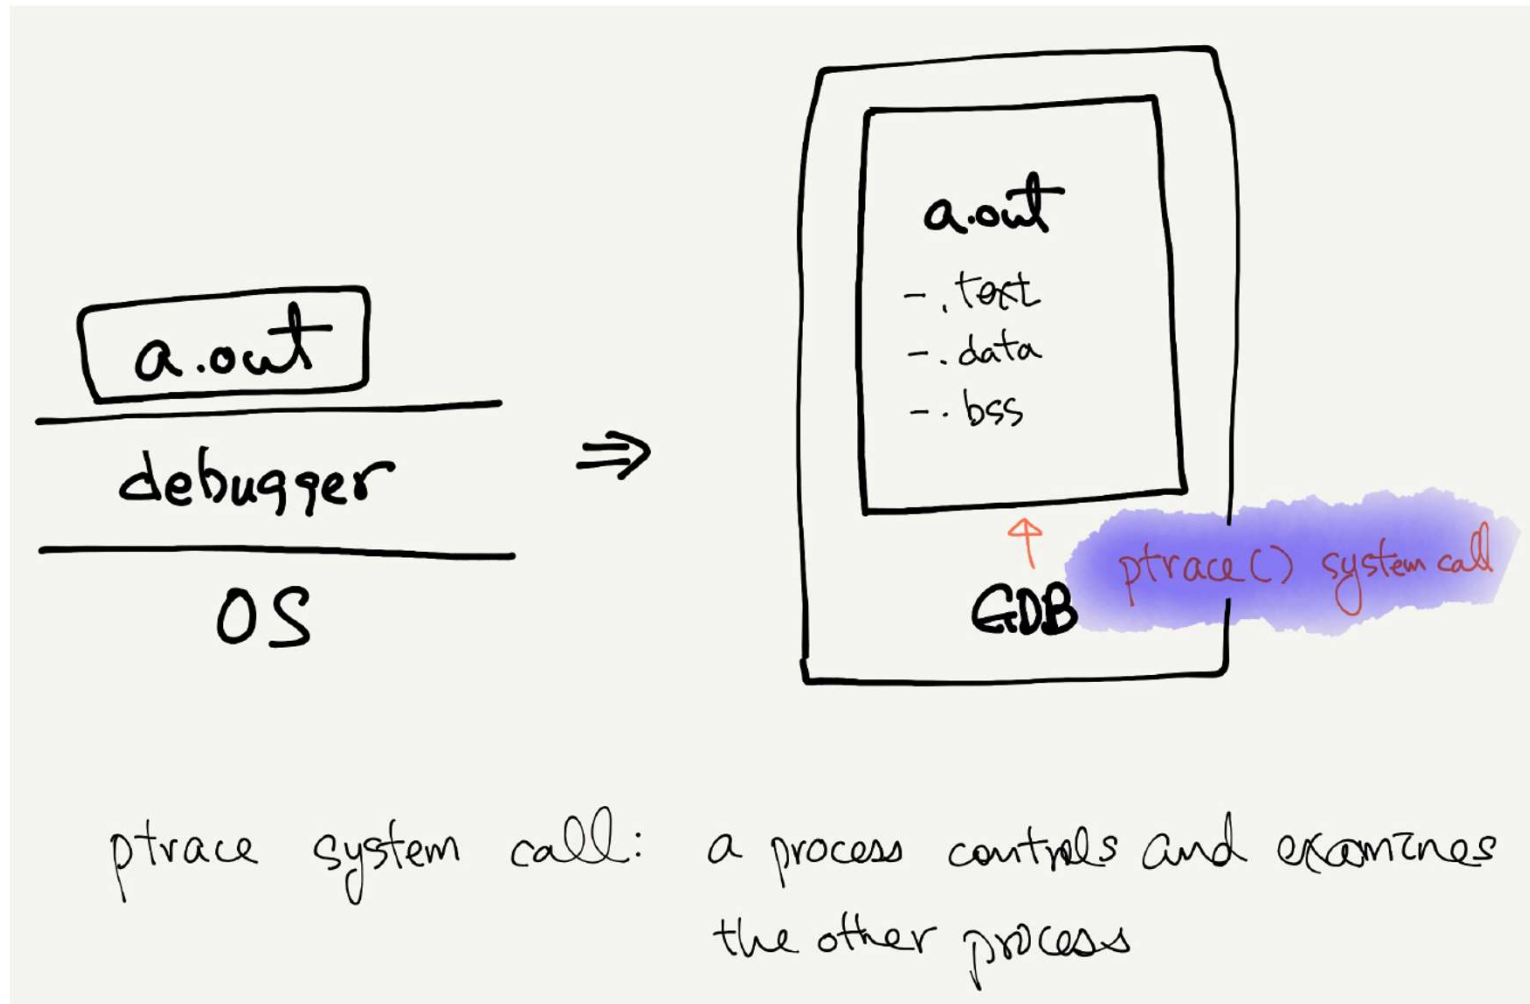 a.out
debugger
OS
⇒
a.out
- .text
- .data
- .bss
GDB
ptrace() system call
ptrace system call: a process controls and examines
the other process